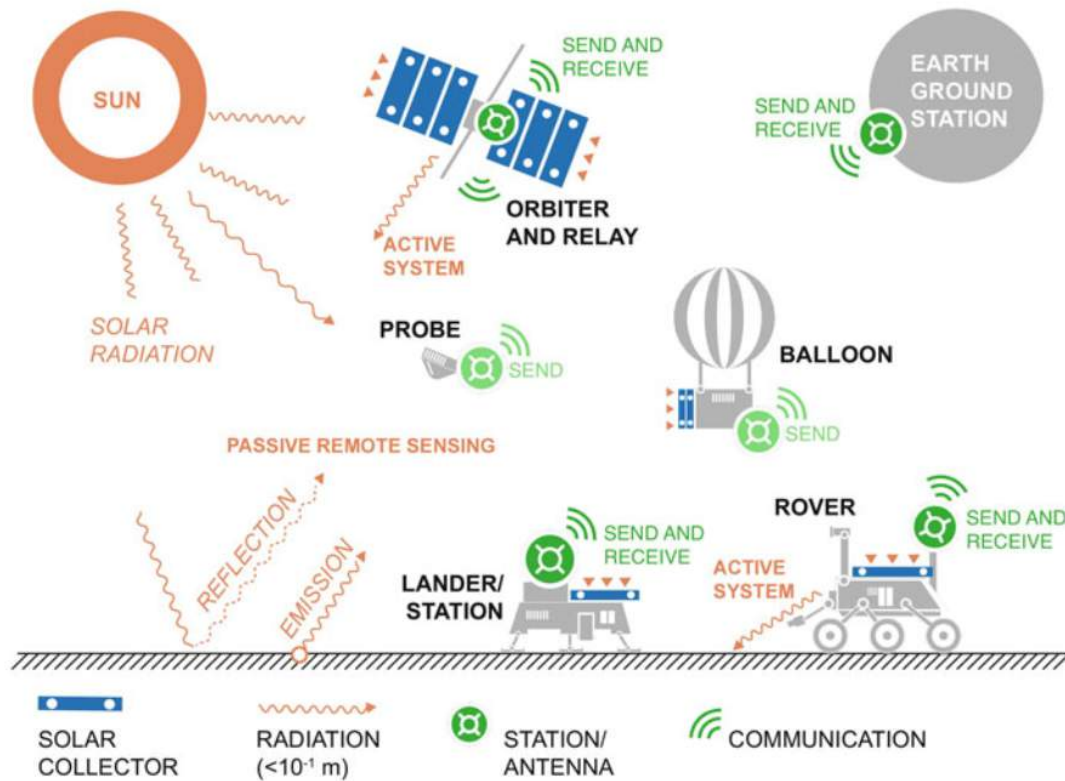 SUN
SEND AND
RECEIVE
EARTH
GROUND
STATION
SEND AND
RECEIVE
ORBITER
AND RELAY
ACTIVE
SYSTEM
SOLAR
RADIATION
PROBE
SEND
BALLOON
SEND
PASSIVE REMOTE SENSING
REFLECTION
EMISSION
LANDER/
STATION
SEND AND
RECEIVE
ROVER
SEND AND
RECEIVE
ACTIVE
SYSTEM
SOLAR
COLLECTOR
RADIATION
(<10⁻¹ m)
STATION/
ANTENNA
COMMUNICATION